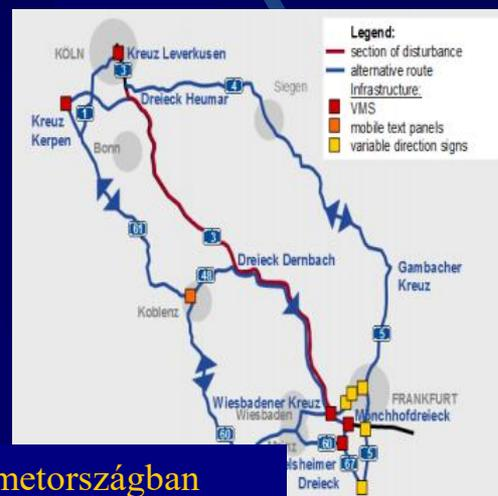 Legend:
section of disturbance
alternative route
Infrastructure:
VMS
mobile text panels
variable direction signs
KÖLN
Kreuz Leverkusen
3
4
Siegen
Dreieck Heumar
1
Kreuz
Kerpen
Bonn
61
3
Dreieck Dernbach
48
Gambacher
Kreuz
Koblenz
5
Wiesbadener Kreuz
FRANKFURT
Wiesbaden
Mönchhofdreieck
60
60
elsheimer
67
5
Dreieck
metországban